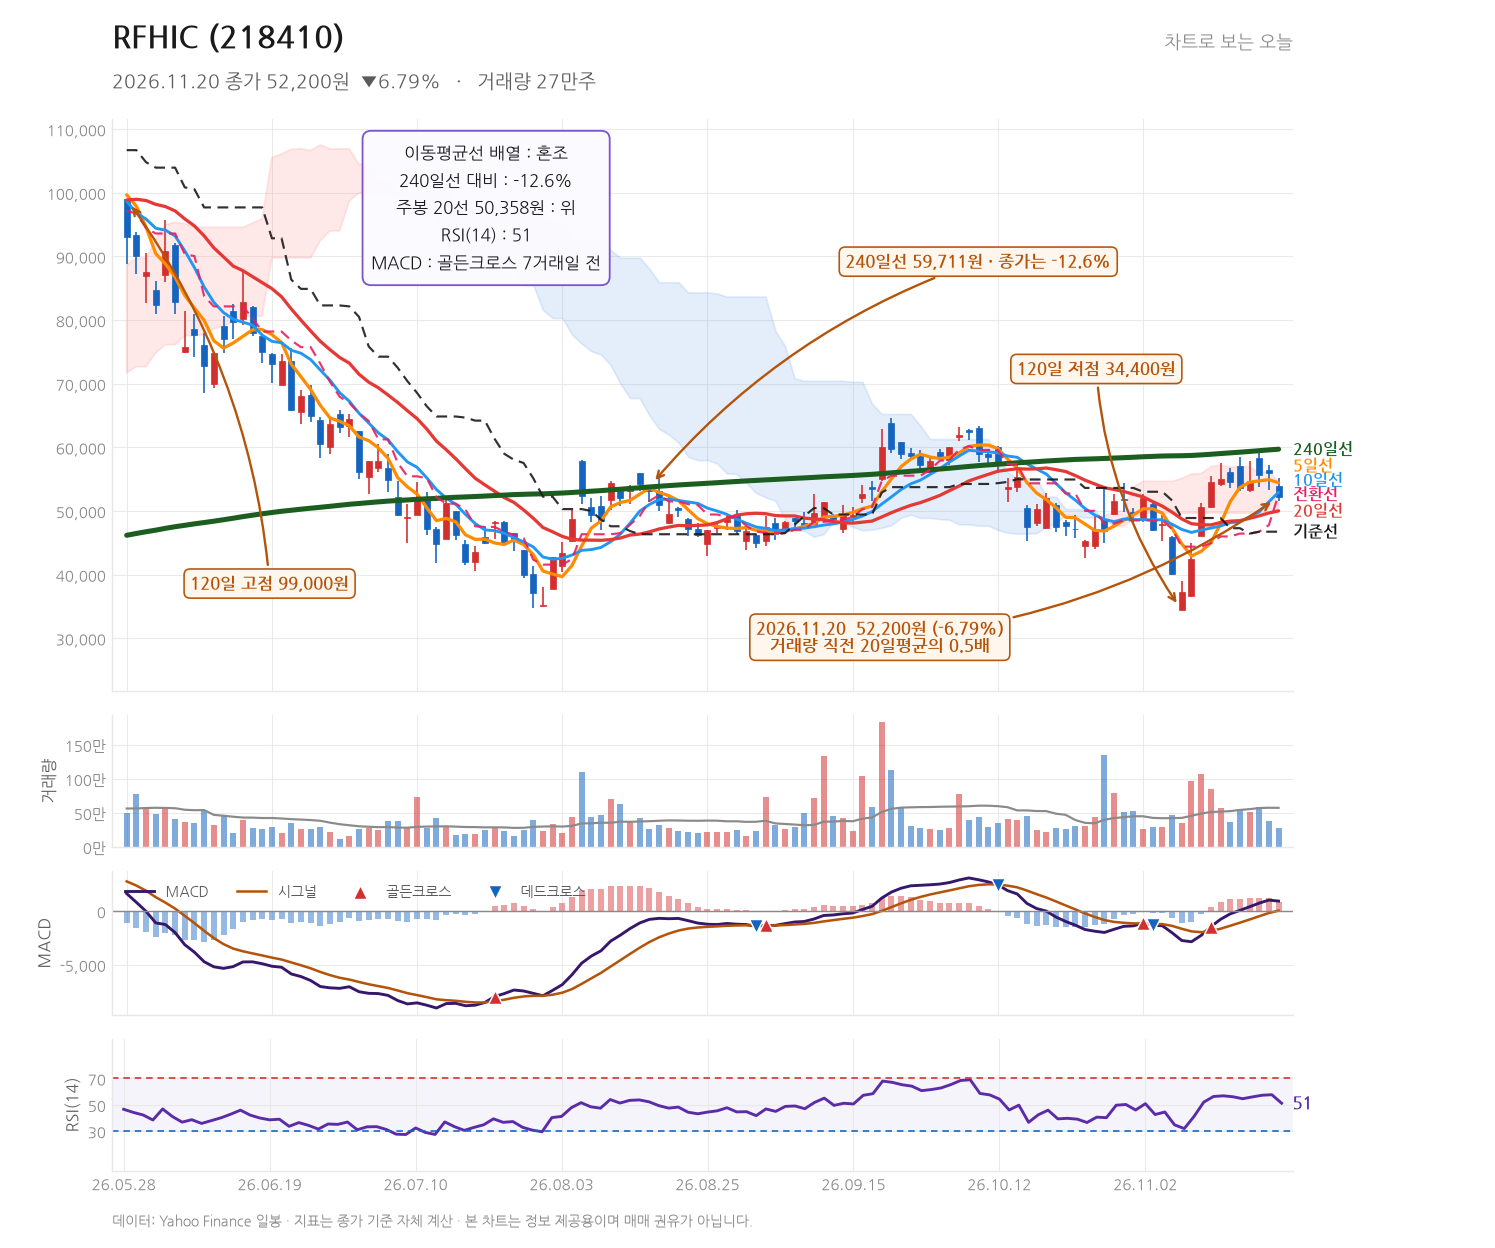 RFHIC (218410)
차트로 보는 오늘
2026.11.20 종가 52,200원 ▼6.79% · 거래량 27만주
110,000
100,000
90,000
80,000
70,000
60,000
50,000
40,000
30,000
이동평균선 배열 : 혼조
240일선 대비 : -12.6%
주봉 20선 50,358원 : 위
RSI(14) : 51
MACD : 골든크로스 7거래일 전
240일선 59,711원 · 종가는 -12.6%
120일 저점 34,400원
120일 고점 99,000원
2026.11.20 52,200원 (-6.79%)
거래량 직전 20일평균의 0.5배
240일선
5일선
10일선
전환선
20일선
기준선
거래량
150만
100만
50만
0만
MACD
MACD
시그널
골든크로스
데드크로스
0
-5,000
RSI(14)
70
50
30
51
26.05.28
26.06.19
26.07.10
26.08.03
26.08.25
26.09.15
26.10.12
26.11.02
데이터: Yahoo Finance 일봉 · 지표는 종가 기준 자체 계산 · 본 차트는 정보 제공용이며 매매 권유가 아닙니다.